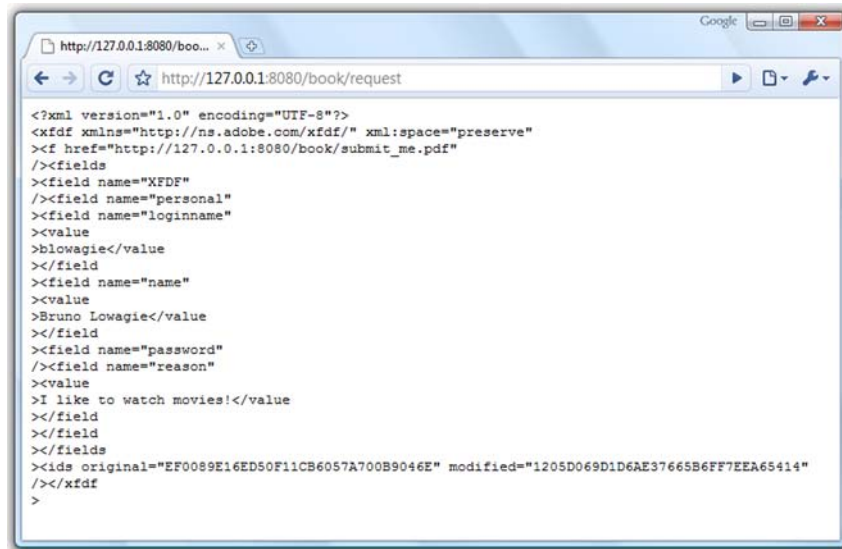 Google
http://127.0.0.1:8080/boo...
http://127.0.0.1:8080/book/request
<?xml version="1.0" encoding="UTF-8"?>
<xfdf xmlns="http://ns.adobe.com/xfdf/" xml:space="preserve"
><f href="http://127.0.0.1:8080/book/submit_me.pdf"
/><fields
><field name="XFDF"
/><field name="personal"
><field name="loginname"
><value
>blowagie</value
></field
><field name="name"
><value
>Bruno Lowagie</value
></field
><field name="password"
/><field name="reason"
><value
>I like to watch movies!</value
></field
></field
></fields
><ids original="EF0089E16ED50F11CB6057A700B9046E" modified="1205D069D1D6AE37665B6FF7EEA65414"
/></xfdf
>